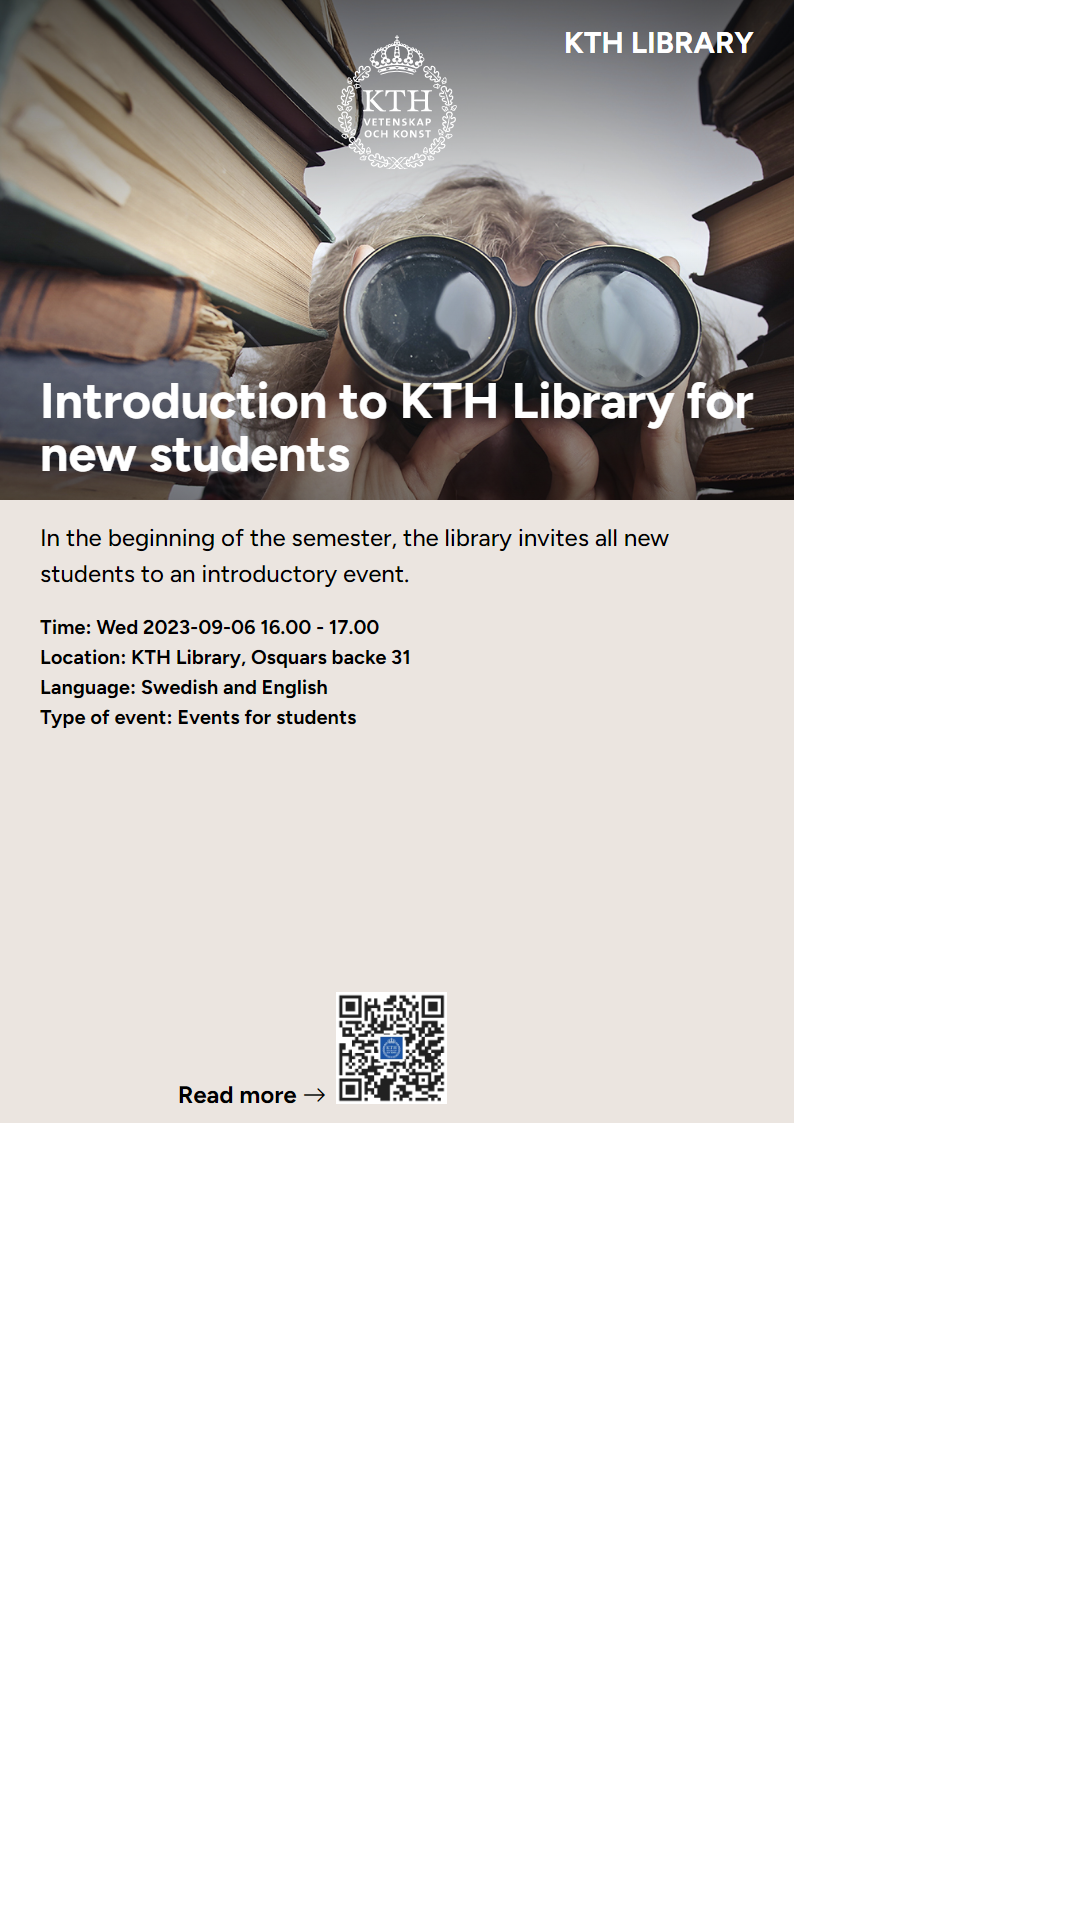 KTH LIBRARY
KTH
VETENSKAP
OCH KONST
Introduction to KTH Library for
new students
In the beginning of the semester, the library invites all new
students to an introductory event.
Time: Wed 2023-09-06 16.00 - 17.00
Location: KTH Library, Osquars backe 31
Language: Swedish and English
Type of event: Events for students
Read more →